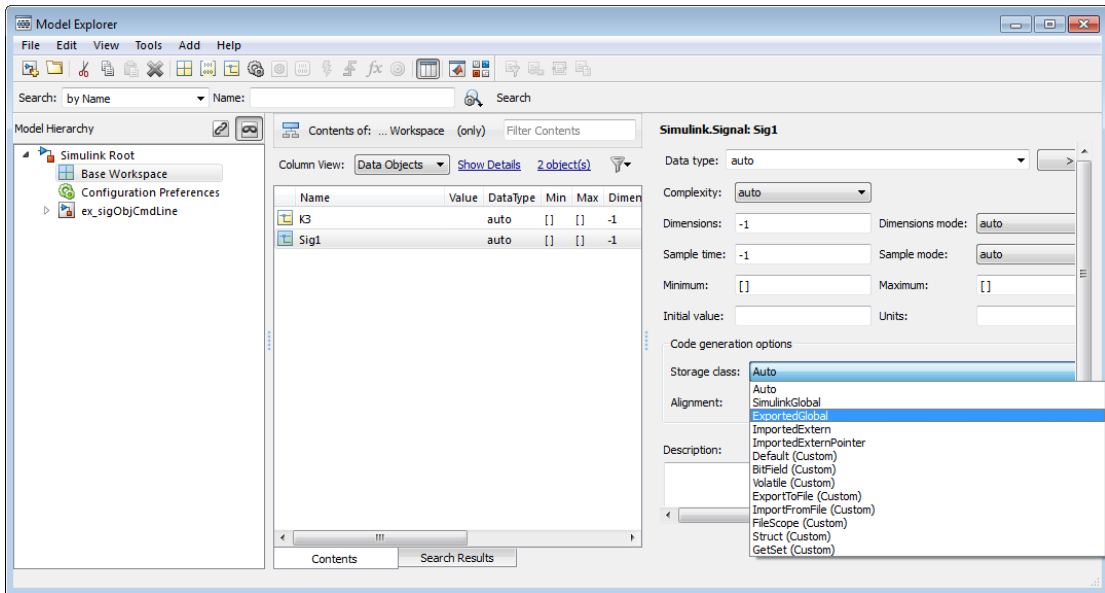 Model Explorer
File Edit View Tools Add Help
fx
Search: by Name Name: Search
Model Hierarchy
Simulink Root
Base Workspace
Configuration Preferences
ex_sigObjCmdLine
Contents of: ... Workspace (only) Filter Contents
Column View: Data Objects Show Details 2 object(s)
Name Value DataType Min Max Dimen
K3 auto [] [] -1
Sig1 auto [] [] -1
Contents Search Results
Simulink.Signal: Sig1
Data type: auto >
Complexity: auto
Dimensions: -1 Dimensions mode: auto
Sample time: -1 Sample mode: auto
Minimum: [] Maximum: []
Initial value: Units:
Code generation options
Storage class: Auto
Alignment:
Description:
Auto
SimulinkGlobal
ExportedGlobal
ImportedExtern
ImportedExternPointer
Default (Custom)
BitField (Custom)
Volatile (Custom)
ExportToFile (Custom)
ImportFromFile (Custom)
FileScope (Custom)
Struct (Custom)
GetSet (Custom)